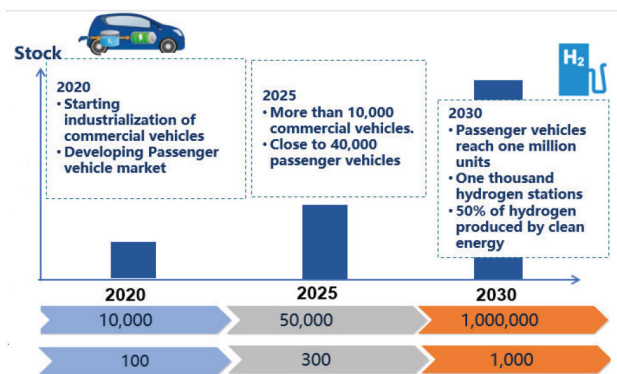 Stock
H2
2020
• Starting
industrialization of
commercial vehicles
• Developing Passenger
vehicle market
2025
• More than 10,000
commercial vehicles.
• Close to 40,000
passenger vehicles
2030
• Passenger vehicles
reach one million
units
• One thousand
hydrogen stations
• 50% of hydrogen
produced by clean
energy
2020 2025 2030
10,000 50,000 1,000,000
100 300 1,000